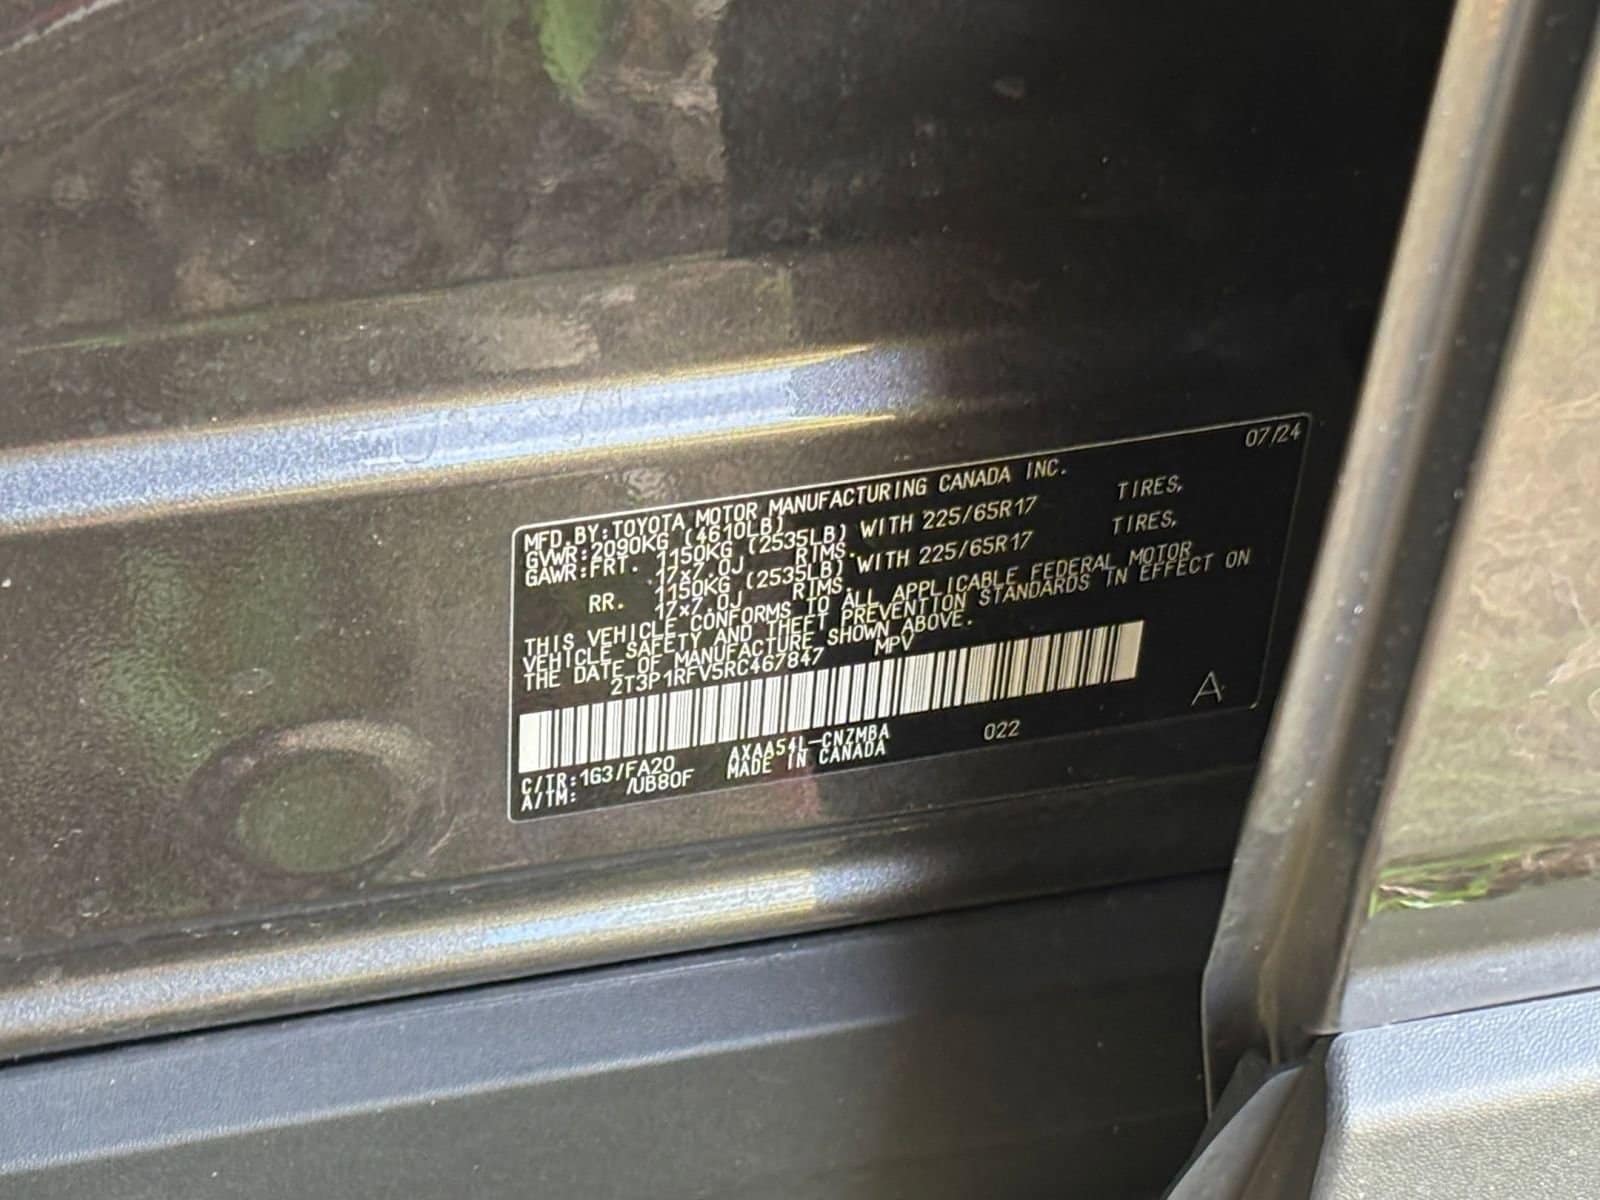 07/24
MFD.BY:TOYOTA MOTOR MANUFACTURING CANADA INC.
GVWR:2090KG (4610LB)
GAWR:FRT. 1150KG (2535LB) WITH 225/65R17 TIRES,
17x7.0J RIMS.
RR. 1150KG (2535LB) WITH 225/65R17 TIRES,
17x7.0J RIMS.
THIS VEHICLE CONFORMS TO ALL APPLICABLE FEDERAL MOTOR
VEHICLE SAFETY AND THEFT PREVENTION STANDARDS IN EFFECT ON
THE DATE OF MANUFACTURE SHOWN ABOVE.
2T3P1RFV5RC467847 MPV
A
C/TR:1G3/FA20 AXAA54L-CNZMBA 022
A/TM: /UB80F MADE IN CANADA